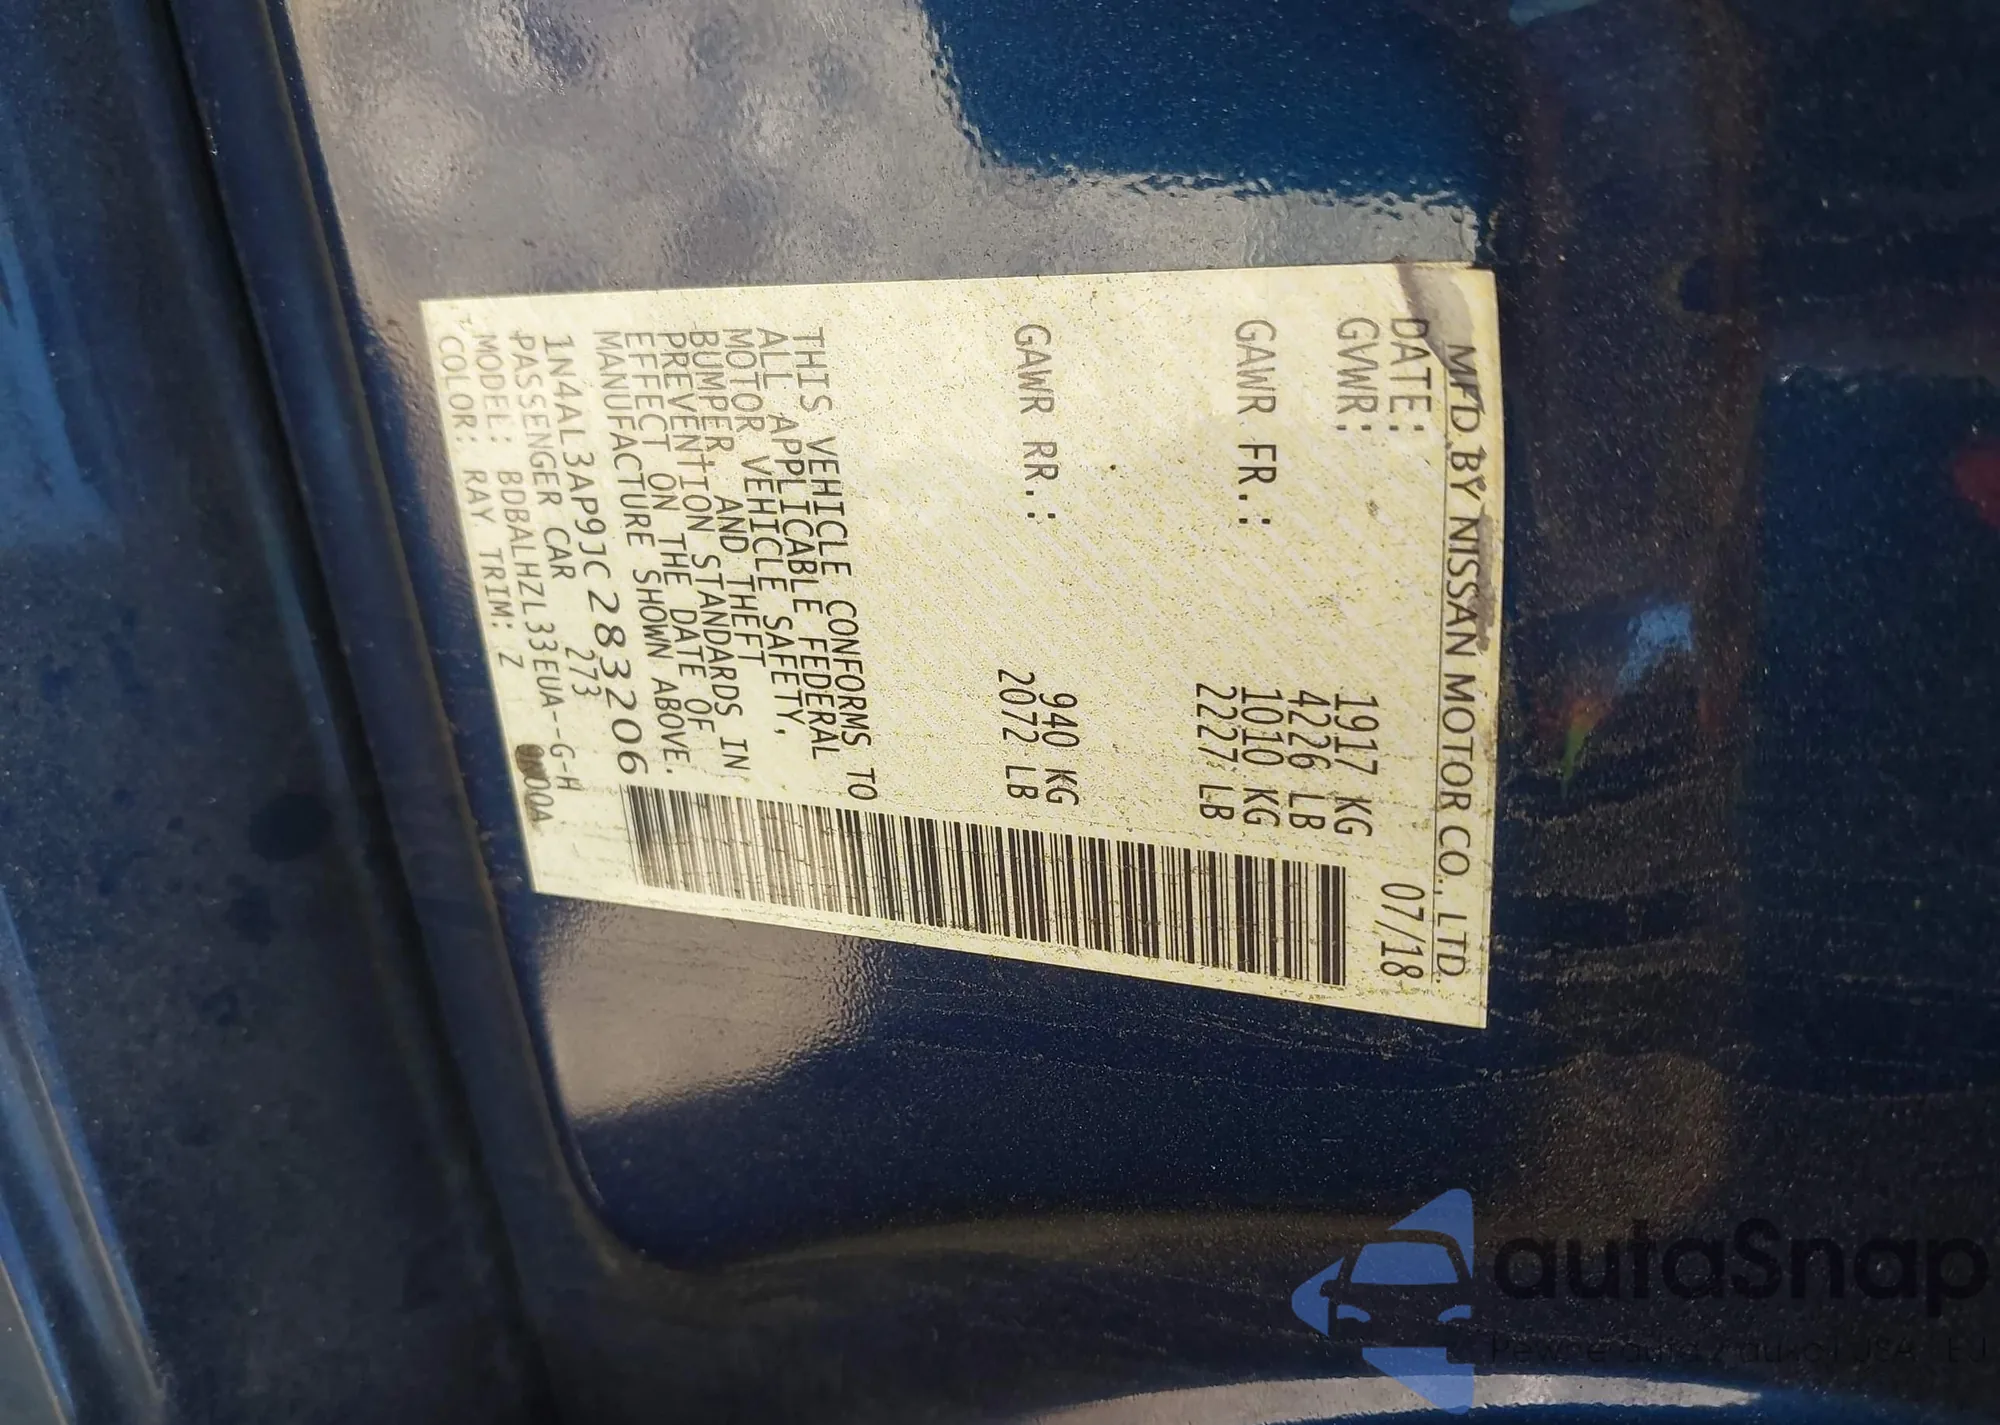 MFD.BY NISSAN MOTOR CO., LTD.
DATE: 07/18
GVWR: 1917 KG
4226 LB
GAWR FR.: 1010 KG
2227 LB
GAWR RR.: 940 KG
2072 LB
THIS VEHICLE CONFORMS TO
ALL APPLICABLE FEDERAL
MOTOR VEHICLE SAFETY,
BUMPER, AND THEFT
PREVENTION STANDARDS IN
EFFECT ON THE DATE OF
MANUFACTURE SHOWN ABOVE.
1N4AL3AP9JC283206
PASSENGER CAR 273
MODEL: BDBALHZL33EUA--G-H
COLOR: RAY TRIM: Z
autaSnap